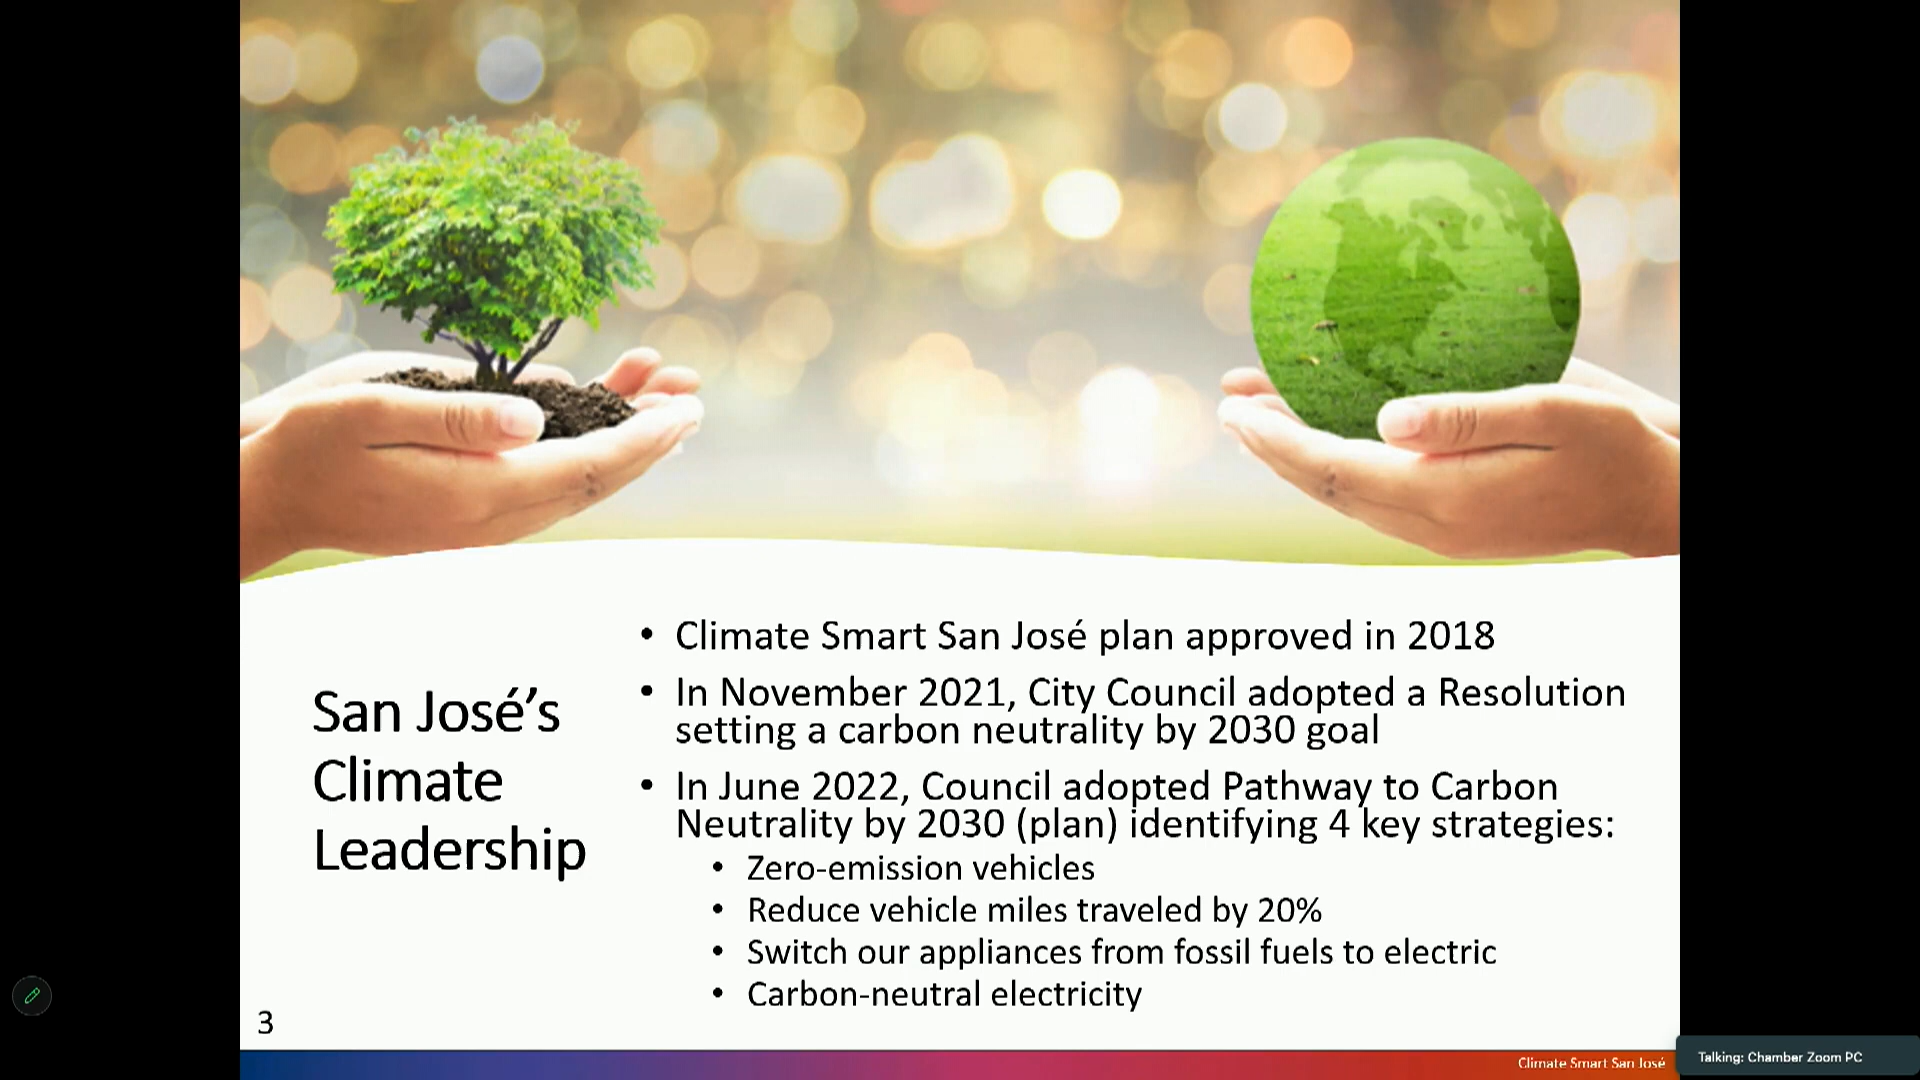 San José’s
Climate
Leadership
• Climate Smart San José plan approved in 2018
• In November 2021, City Council adopted a Resolution
setting a carbon neutrality by 2030 goal
• In June 2022, Council adopted Pathway to Carbon
Neutrality by 2030 (plan) identifying 4 key strategies:
• Zero-emission vehicles
• Reduce vehicle miles traveled by 20%
• Switch our appliances from fossil fuels to electric
• Carbon-neutral electricity
3
Climate Smart San José
Talking: Chamber Zoom PC